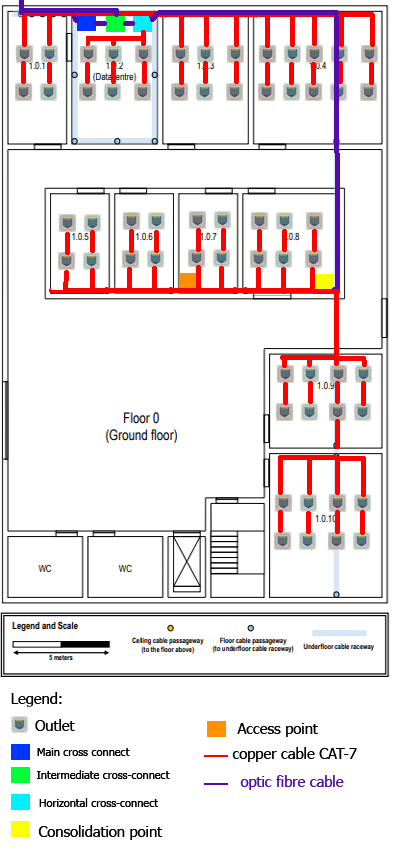 1.0.1
1.0.2
(Datacentre)
1.0.3
1.0.4
1.0.5
1.0.6
1.0.7
1.0.8
1.0.9
Floor 0
(Ground floor)
1.0.10
WC
WC
Legend and Scale
5 meters
Ceiling cable passageway
(to the floor above)
Floor cable passageway
(to underfloor cable raceway)
Underfloor cable raceway
Legend:
Outlet
Main cross connect
Intermediate cross-connect
Horizontal cross-connect
Consolidation point
Access point
copper cable CAT-7
optic fibre cable